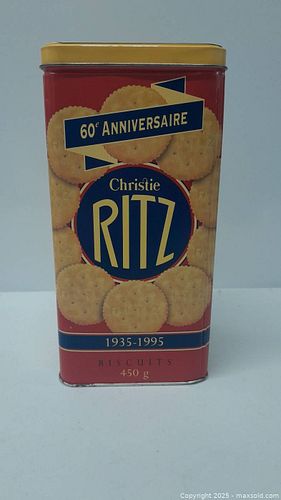 60e ANNIVERSAIRE
Christie
RITZ
1935-1995
BISCUITS
450 g
Copyright 2025 - maxsold.com